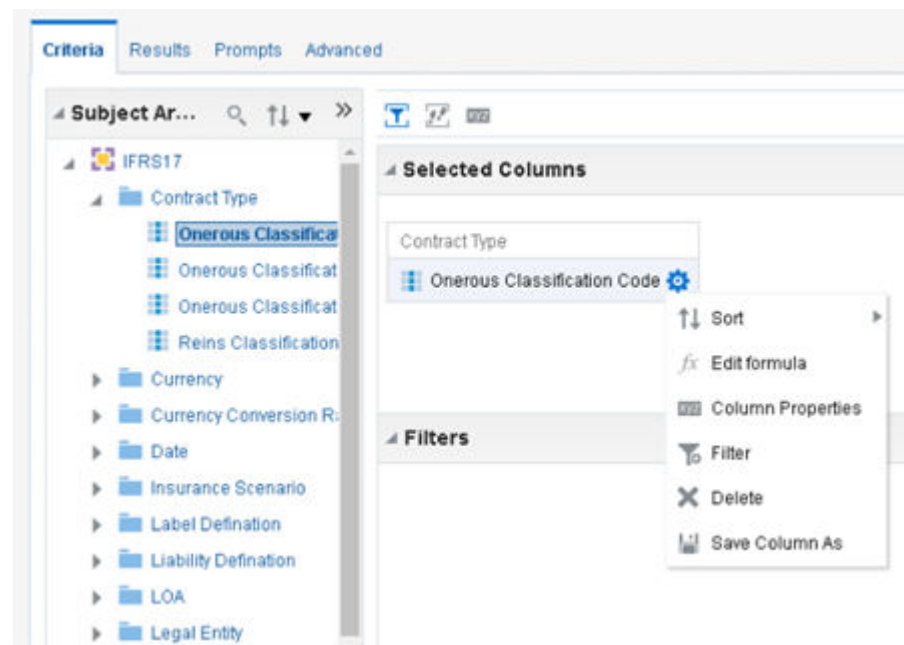 Criteria Results Prompts Advanced
Subject Ar...
IFRS17
Contract Type
Onerous Classifica
Onerous Classificat
Onerous Classificat
Reins Classification
Currency
Currency Conversion Ra
Date
Insurance Scenario
Label Defination
Liability Defination
LOA
Legal Entity
Selected Columns
Contract Type
Onerous Classification Code
Sort
fx Edit formula
Column Properties
Filter
Delete
Save Column As
Filters